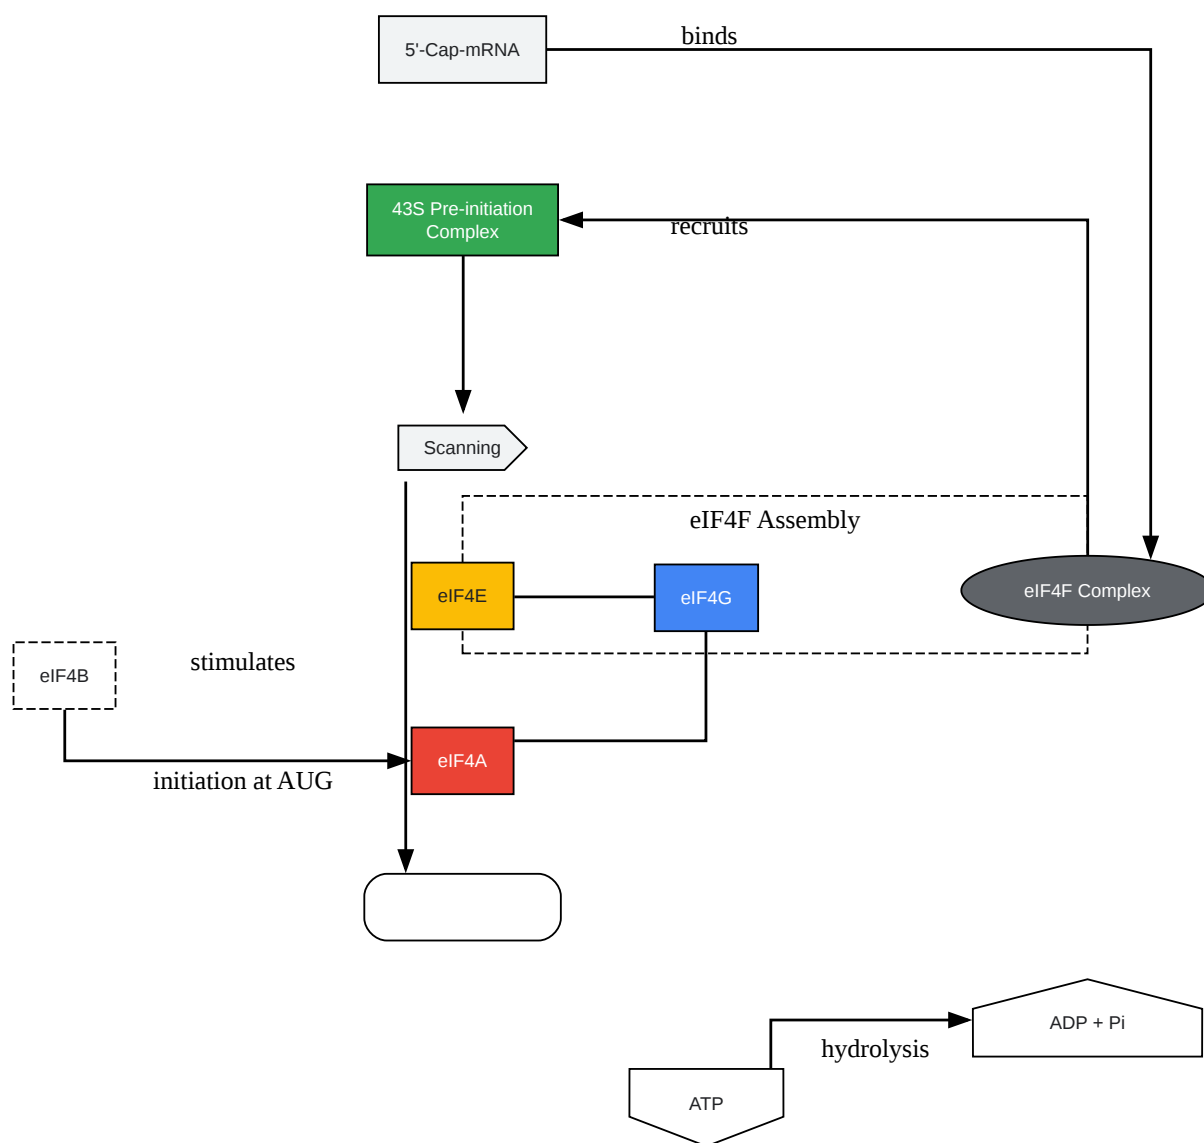 5'-Cap-mRNA
binds
43S Pre-initiation
Complex
recruits
Scanning
eIF4F Assembly
eIF4E
eIF4G
eIF4F Complex
eIF4B
stimulates
eIF4A
initiation at AUG
ADP + Pi
hydrolysis
ATP